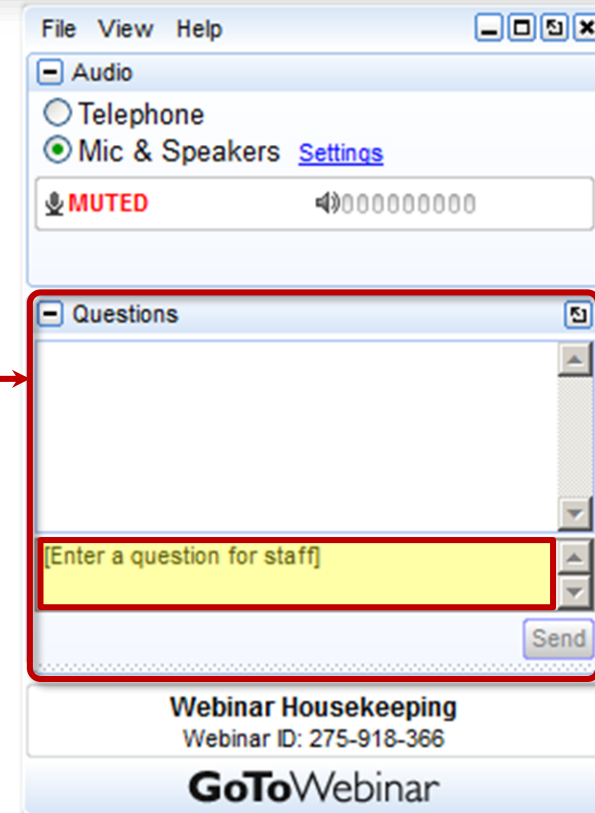 File View Help
Audio
Telephone
Mic & Speakers Settings
MUTED 000000000
Questions
[Enter a question for staff]
Send
Webinar Housekeeping
Webinar ID: 275-918-366
GoToWebinar